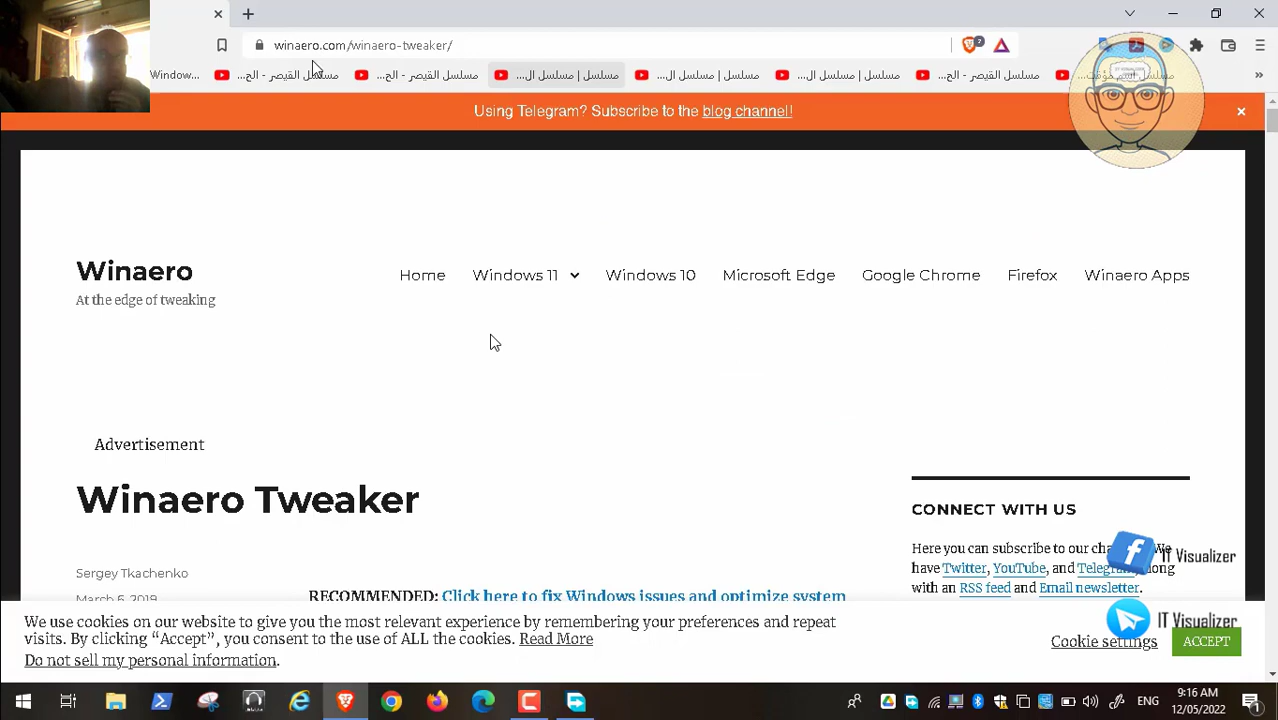 winaero.com/winaero-tweaker/
Window...
مسلسل القيصر - الح...
مسلسل القيصر - الح...
مسلسل | مسلسل ال...
مسلسل | مسلسل ال...
مسلسل | مسلسل ال...
مسلسل القيصر - الح...
Using Telegram? Subscribe to the blog channel!
Winaero
At the edge of tweaking
Home Windows 11 Windows 10 Microsoft Edge Google Chrome Firefox Winaero Apps
Advertisement
Winaero Tweaker
CONNECT WITH US
Sergey Tkachenko
March 6, 2019
RECOMMENDED: Click here to fix Windows issues and optimize system
Here you can subscribe to our
have Twitter, YouTube, and
with an RSS feed and Email newsletter.
IT Visualizer
We use cookies on our website to give you the most relevant experience by remembering your preferences and repeat
visits. By clicking “Accept”, you consent to the use of ALL the cookies. Read More
Do not sell my personal information.
Cookie settings
ACCEPT
IT Visualizer
ENG
9:16 AM
12/05/2022